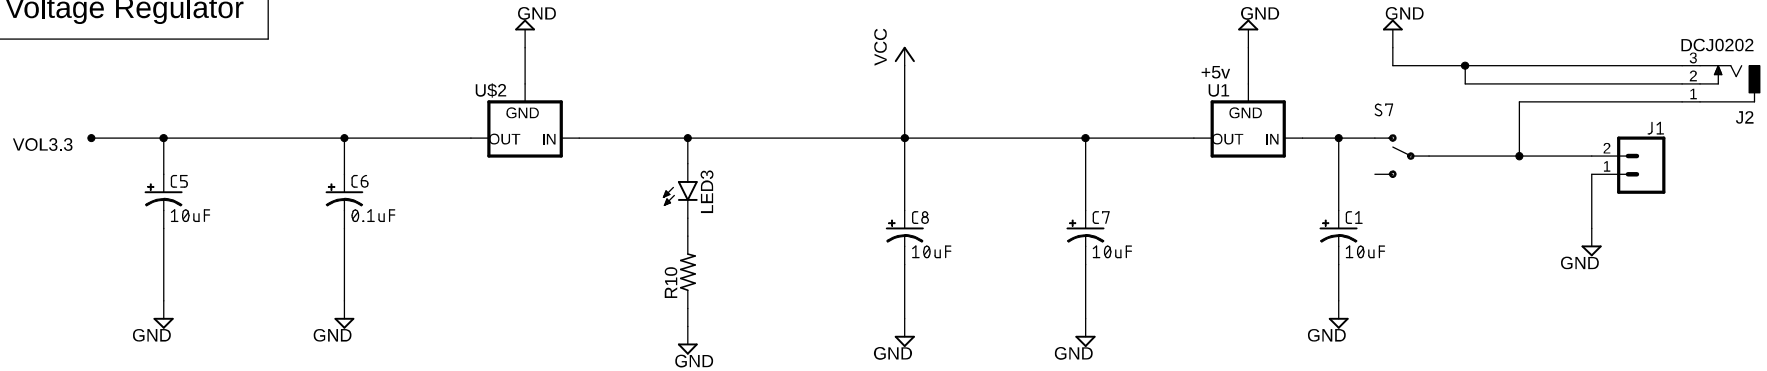 Voltage Regulator
GND
GND
GND
VCC
DCJ0202
3
2
1
J2
+5v
U1
U$2
GND
OUT
IN
GND
OUT
IN
S7
J1
2
1
VOL3.3
C5
10uF
C6
0.1uF
LED3
R10
C8
10uF
C7
10uF
C1
10uF
GND
GND
GND
GND
GND
GND
GND